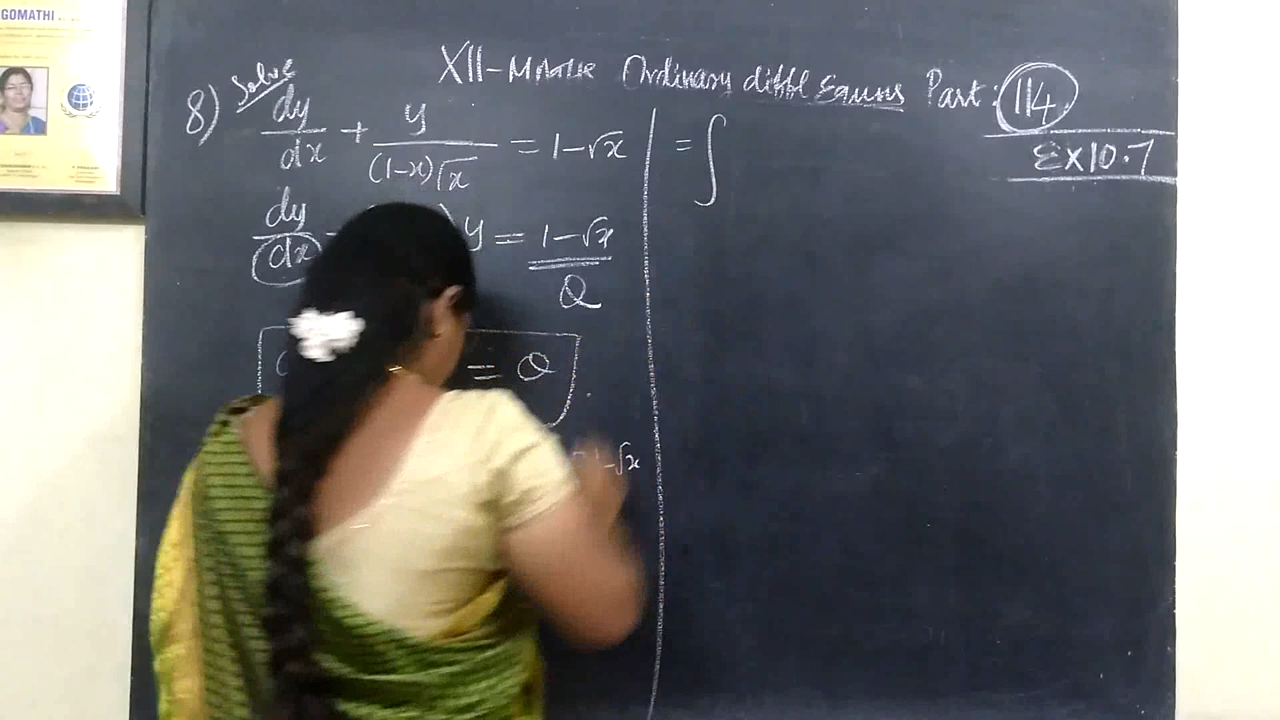 GOMATHI
XII-Maths Ordinary diffl Equns Part: 114
Ex 10.7
8) Solve
dy/dx + y/((1-x)√x) = 1-√x
dy/dx y = 1-√x
Q
= Q
1-√x
= ∫